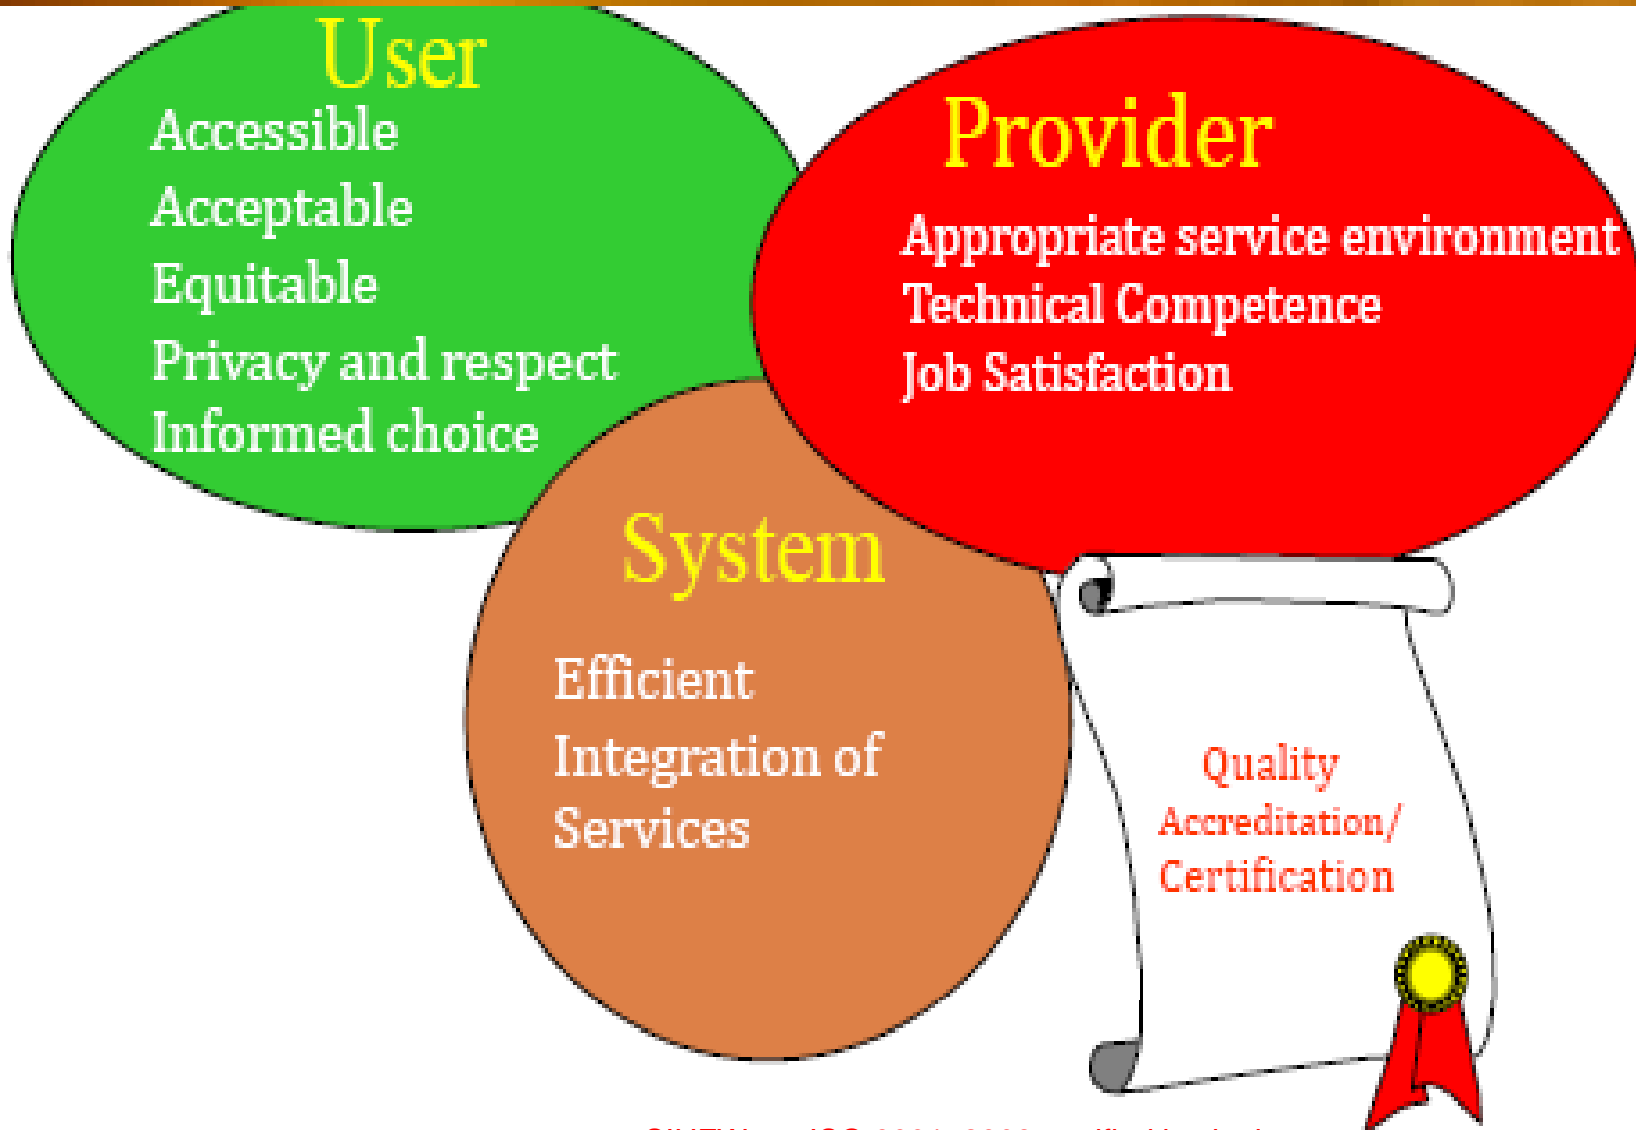 User
Accessible
Acceptable
Equitable
Privacy and respect
Informed choice
Provider
Appropriate service environment
Technical Competence
Job Satisfaction
System
Efficient
Integration of
Services
Quality
Accreditation/
Certification